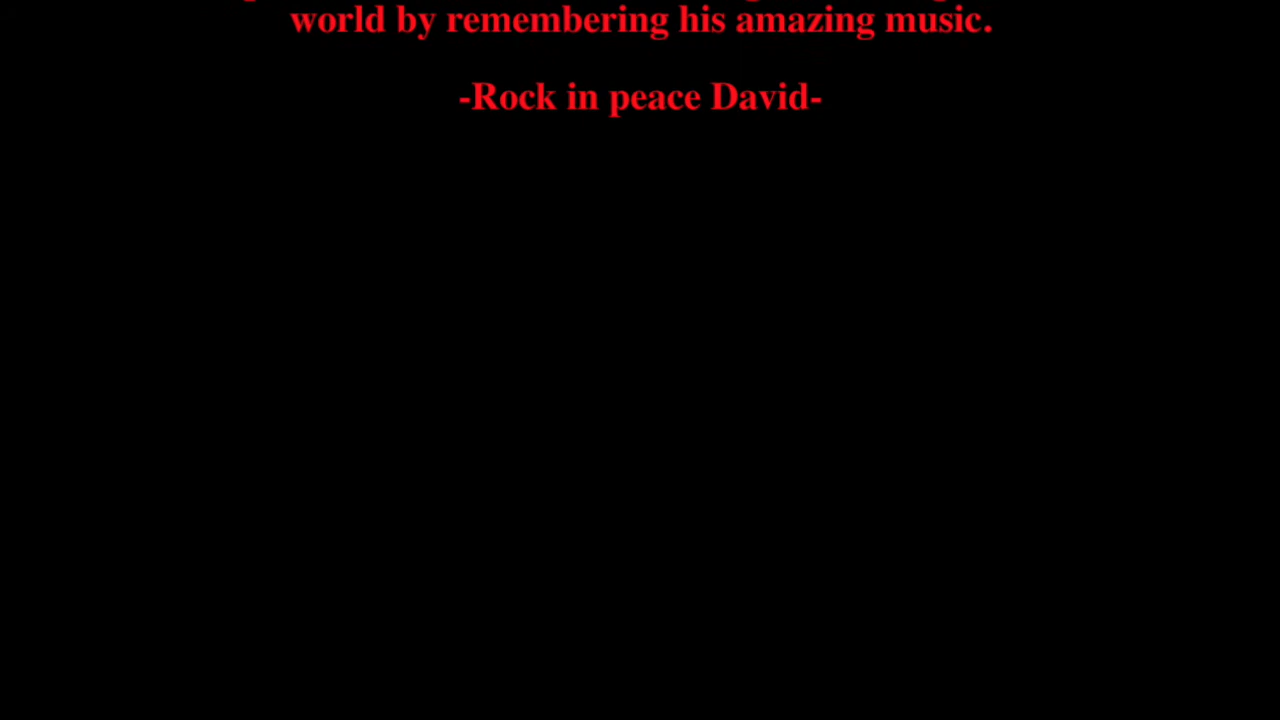 world by remembering his amazing music.
-Rock in peace David-